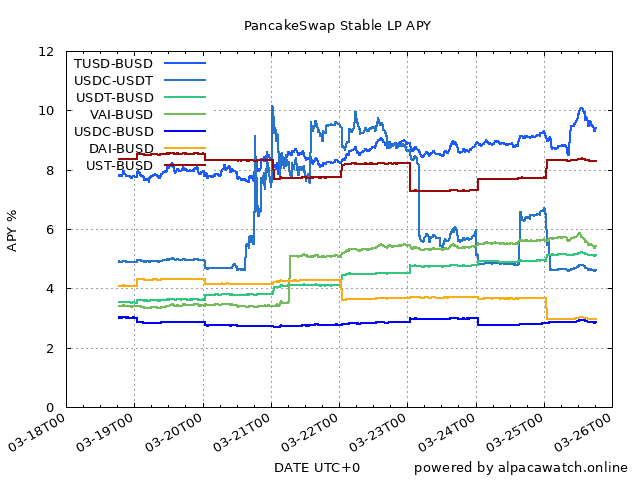 PancakeSwap Stable LP APY
APY %
12
10
8
6
4
2
0
TUSD-BUSD
USDC-USDT
USDT-BUSD
VAI-BUSD
USDC-BUSD
DAI-BUSD
UST-BUSD
03-18T00
03-19T00
03-20T00
03-21T00
03-22T00
03-23T00
03-24T00
03-25T00
03-26T00
DATE UTC+0
powered by alpacawatch.online